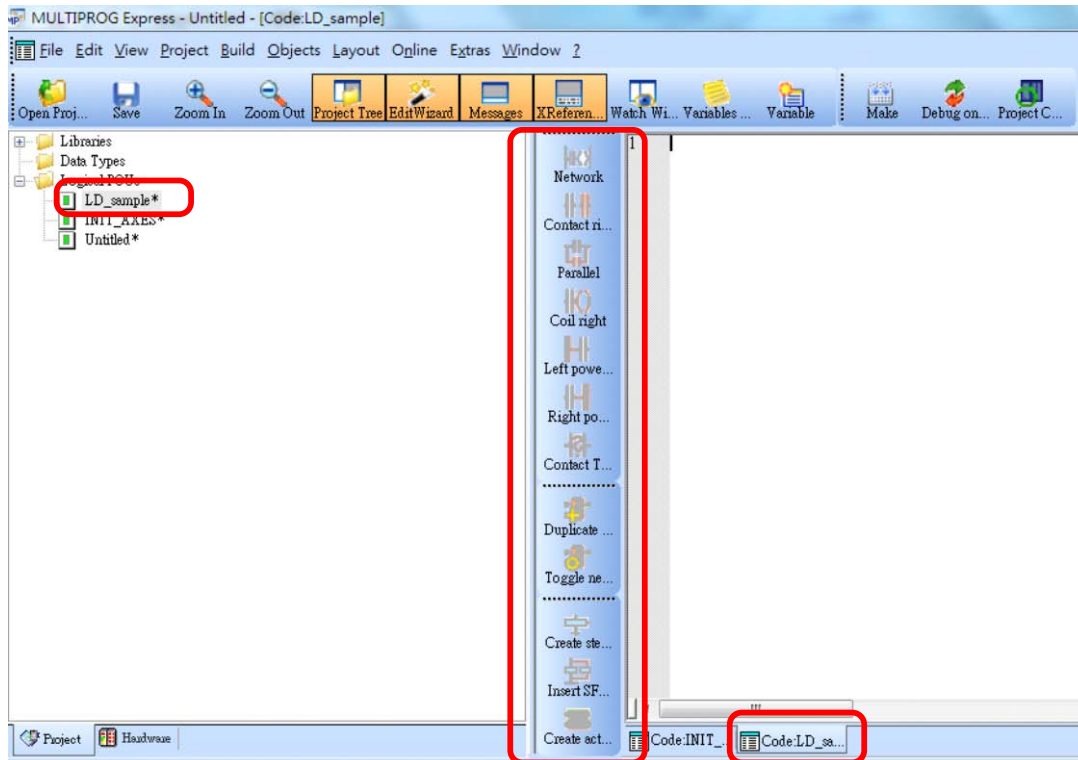 MULTIPROG Express - Untitled - [Code:LD_sample]
File Edit View Project Build Objects Layout Online Extras Window ?
Open Proj... Save Zoom In Zoom Out Project Tree EditWizard Messages XReferen... Watch Wi... Variables ... Variable Make Debug on... Project C...
Libraries
Data Types
Logical POUs
LD_sample*
INIT_AXES*
Untitled*
Network
Contact ri...
Parallel
Coil right
Left powe...
Right po...
Contact T...
Duplicate ...
Toggle ne...
Create ste...
Insert SF...
Create act...
1
Project Hardware
Code:INIT_... Code:LD_sa...